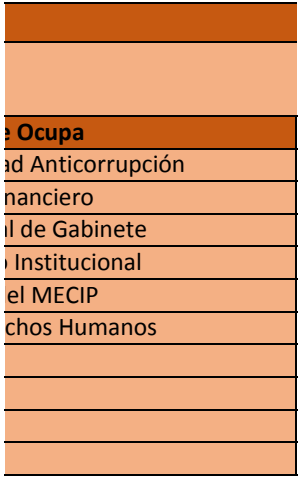 e Ocupa
ad Anticorrupción
nanciero
al de Gabinete
o Institucional
el MECIP
chos Humanos